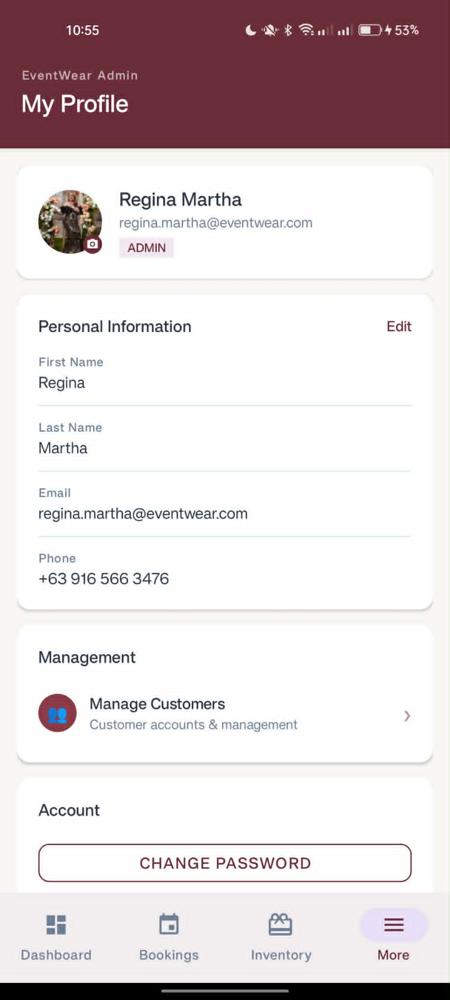 10:55
53%
EventWear Admin
My Profile
Regina Martha
regina.martha@eventwear.com
ADMIN
Personal Information
Edit
First Name
Regina
Last Name
Martha
Email
regina.martha@eventwear.com
Phone
+63 916 566 3476
Management
Manage Customers
Customer accounts & management
Account
CHANGE PASSWORD
Dashboard
Bookings
Inventory
More